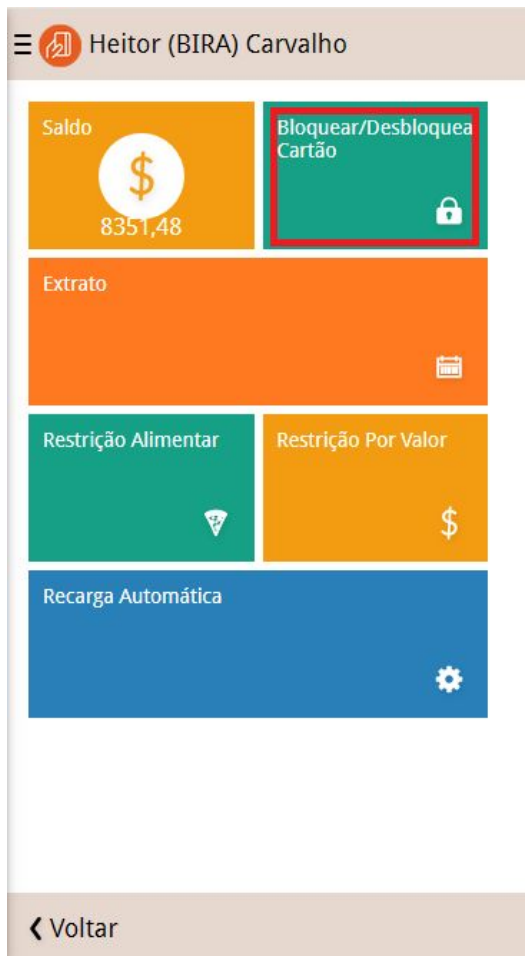 Heitor (BIRA) Carvalho
Saldo
$
8351,48
Bloquear/Desbloquea
Cartão
Extrato
Restrição Alimentar
Restrição Por Valor
$
Recarga Automática
Voltar